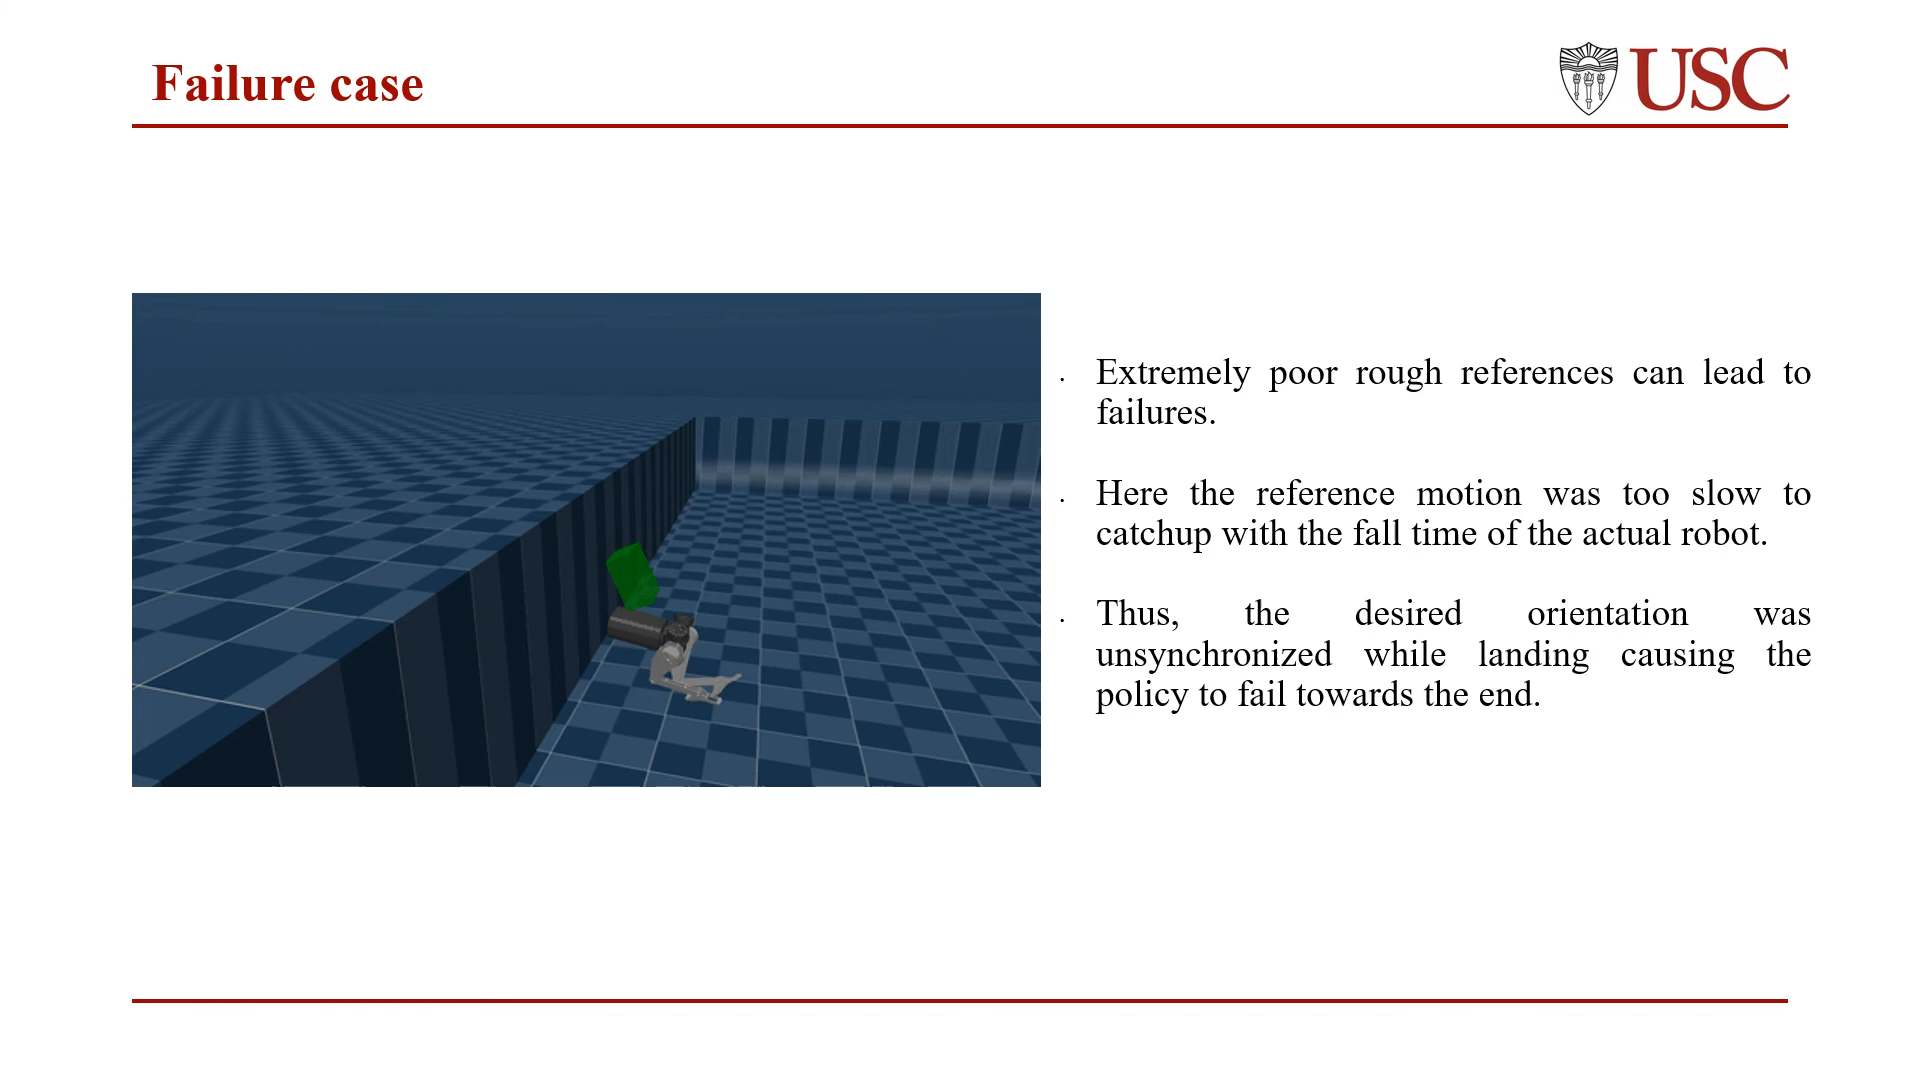 Failure case
USC
Extremely poor rough references can lead to
failures.
Here the reference motion was too slow to
catchup with the fall time of the actual robot.
Thus, the desired orientation was
unsynchronized while landing causing the
policy to fail towards the end.